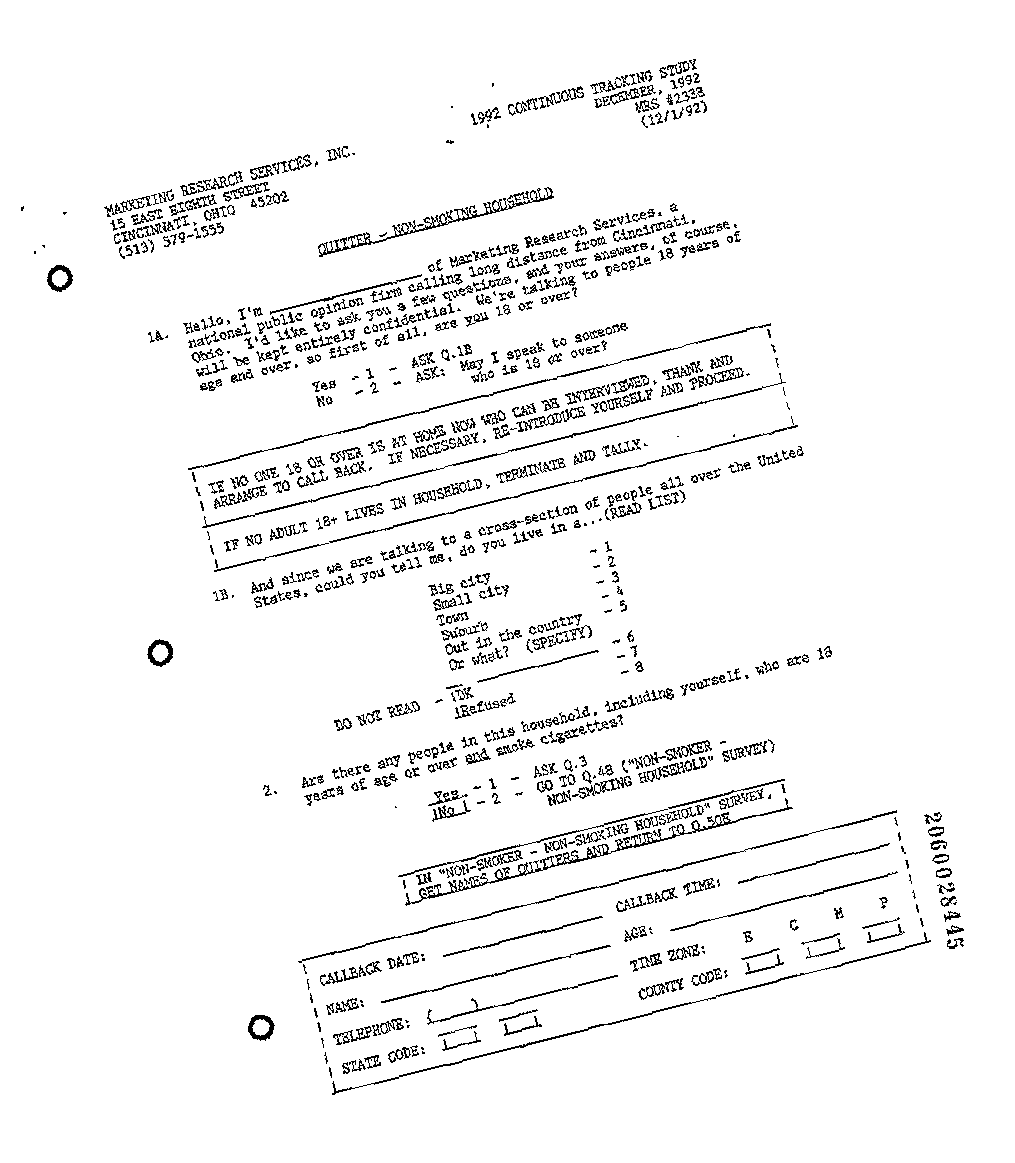 1992 CONTINUOUS TRACKING STUDY
DECEMBER, 1992
MRS #2338
(12/1/92)
MARKETING RESEARCH SERVICES, INC.
15 EAST EIGHTH STREET
CINCINNATI, OHIO 45202
(513) 579-1555
QUITTER - NON-SMOKING HOUSEHOLD
1A. Hello, I'm ____________ of Marketing Research Services, a
national public opinion firm calling long distance from Cincinnati,
Ohio. I'd like to ask you a few questions, and your answers, of course,
will be kept entirely confidential. We're talking to people 18 years of
age and over, so first of all, are you 18 or over?
Yes - 1 - ASK Q.1B
No - 2 - ASK: May I speak to someone
who is 18 or over?
IF NO ONE 18 OR OVER IS AT HOME NOW WHO CAN BE INTERVIEWED, THANK AND
ARRANGE TO CALL BACK. IF NECESSARY, RE-INTRODUCE YOURSELF AND PROCEED.
IF NO ADULT 18+ LIVES IN HOUSEHOLD, TERMINATE AND TALLY.
1B. And since we are talking to a cross-section of people all over the United
States, could you tell me, do you live in a...(READ LIST)
Big city - 1
Small city - 2
Town - 3
Suburb - 4
Out in the country - 5
Or what? (SPECIFY)
____________ - 6
DO NOT READ - DK - 7
Refused - 8
2. Are there any people in this household, including yourself, who are 18
years of age or over and smoke cigarettes?
Yes - 1 - ASK Q.3
No - 2 - GO TO Q.48 ("NON-SMOKER -
NON-SMOKING HOUSEHOLD" SURVEY)
IN "NON-SMOKER - NON-SMOKING HOUSEHOLD" SURVEY,
GET NAMES OF QUITTERS AND RETURN TO Q.50E
CALLBACK DATE: ____________ CALLBACK TIME: ____________
NAME: ____________ AGE: ____________
TELEPHONE: ( ) ____________ TIME ZONE: E C M P
STATE CODE: COUNTY CODE:
2060028445